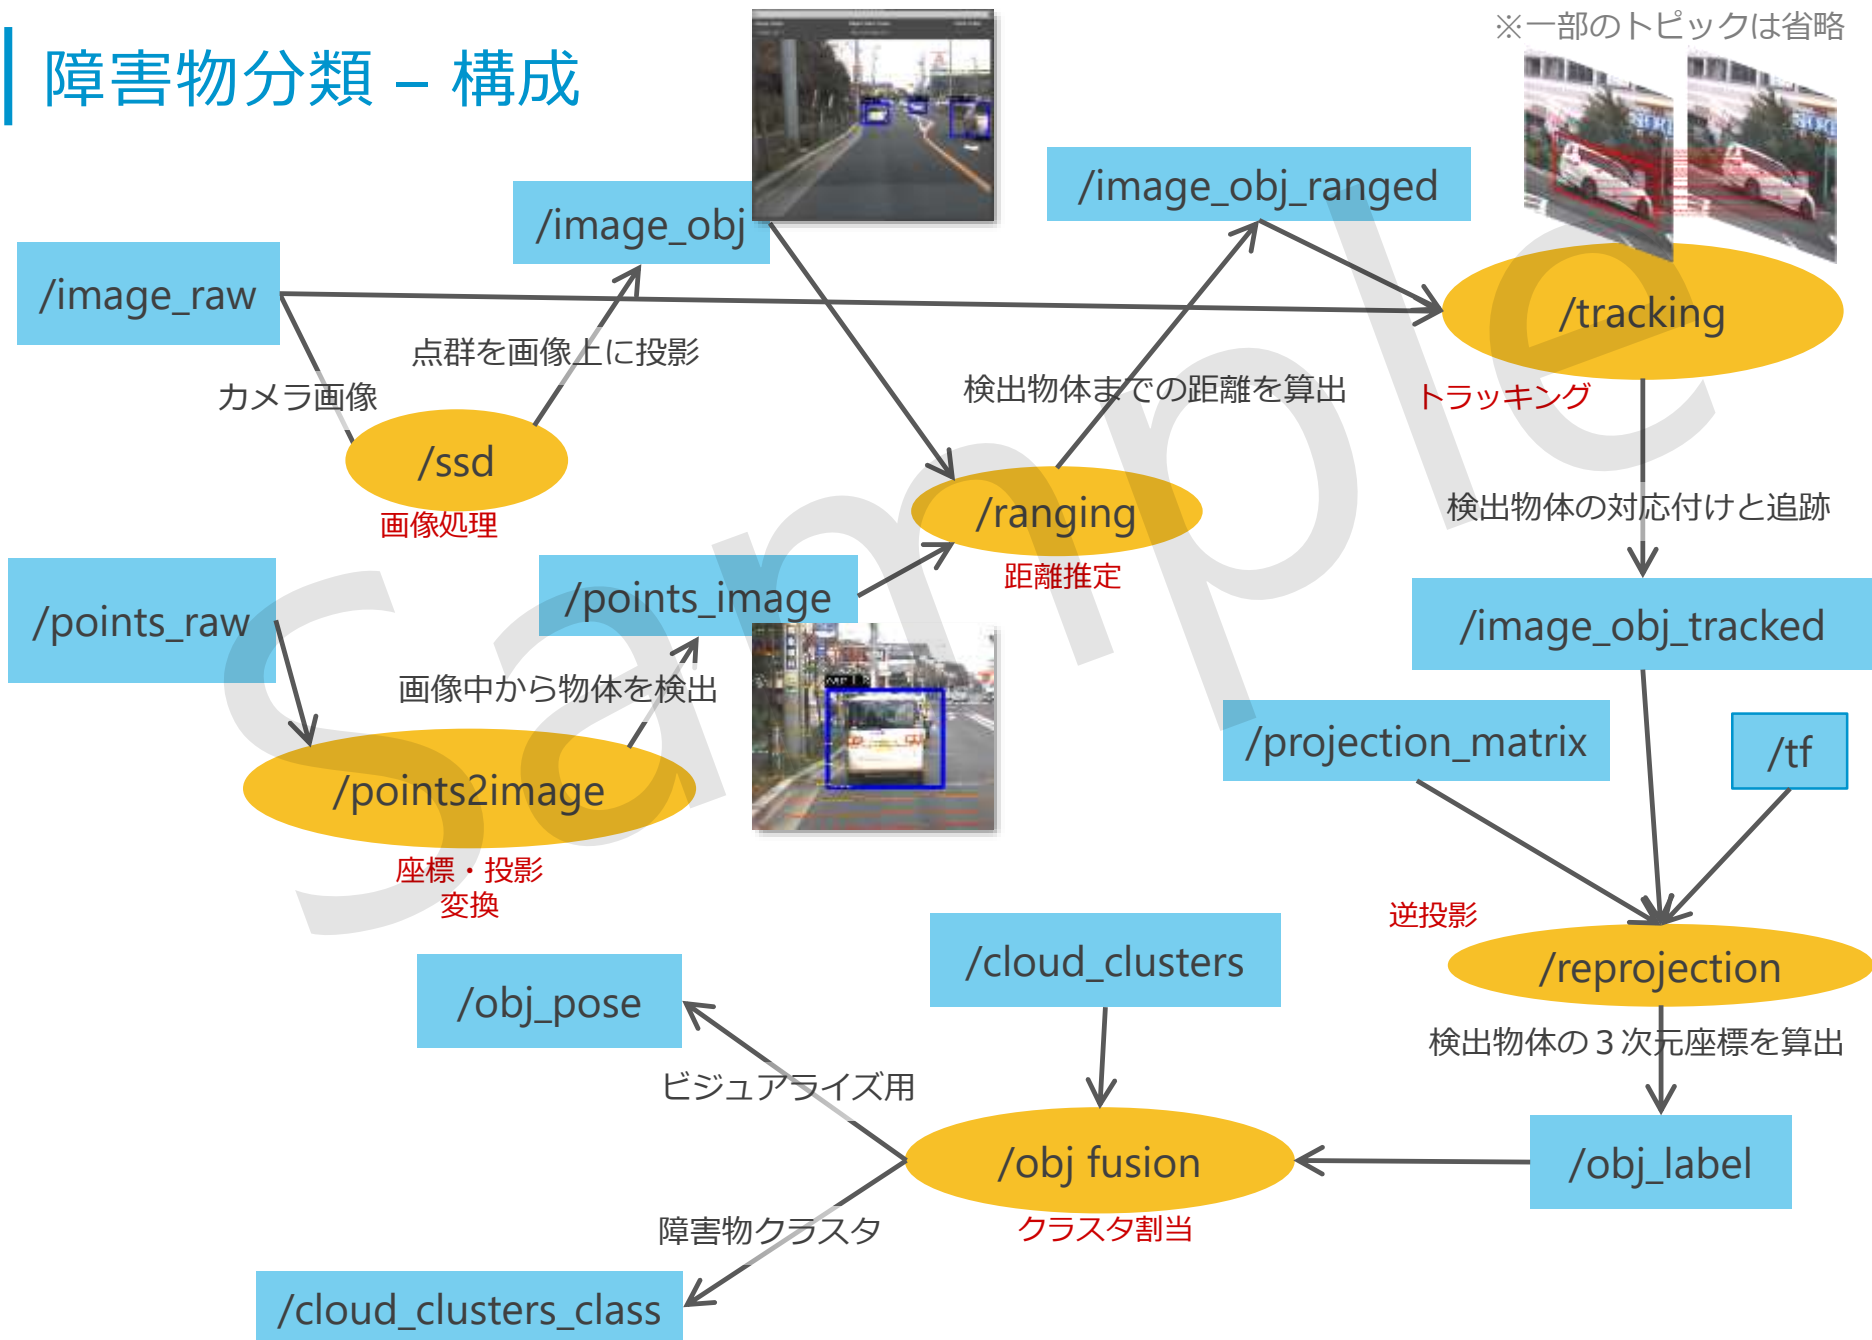 障害物分類 – 構成
※一部のトピックは省略
/image_obj_ranged
/image_obj
/image_raw
/tracking
点群を画像上に投影
カメラ画像
検出物体までの距離を算出
トラッキング
/ssd
画像処理
/ranging
検出物体の対応付けと追跡
距離推定
/points_image
/points_raw
/image_obj_tracked
画像中から物体を検出
/projection_matrix
/tf
/points2image
座標・投影
変換
逆投影
/cloud_clusters
/reprojection
/obj_pose
検出物体の３次元座標を算出
ビジュアライズ用
/obj fusion
/obj_label
障害物クラスタ
クラスタ割当
/cloud_clusters_class
Sample